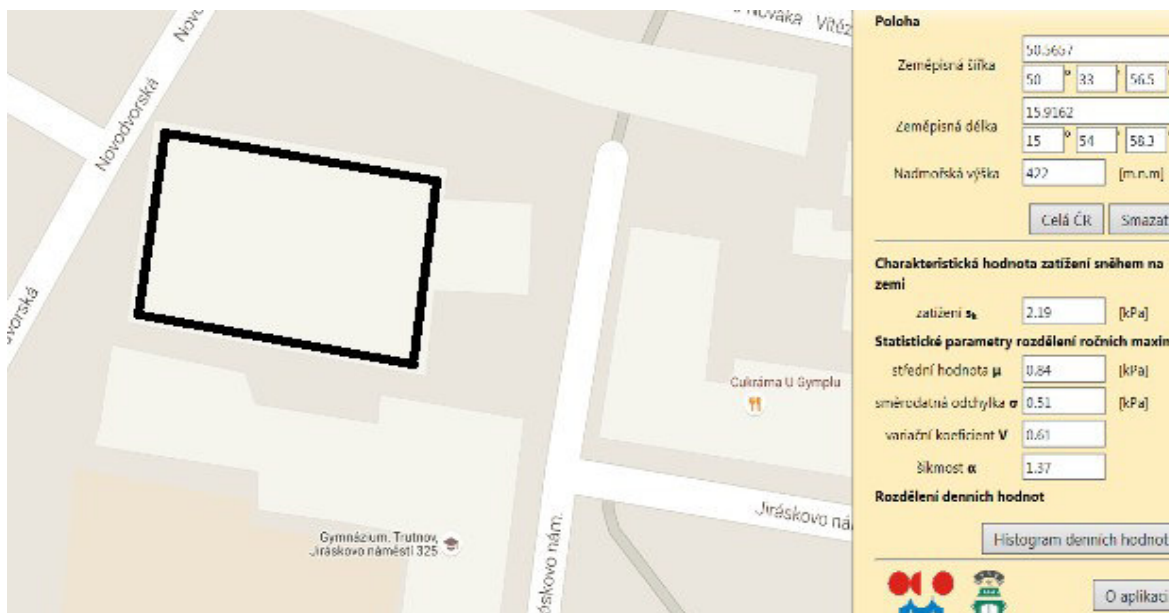 Nováka
Vítěz
Novodvorská
Cukrárna U Gymplu
Gymnázium, Trutnov,
Jiráskovo náměstí 325
Jiráskovo ná
óskovo nám.
vorská
Poloha
Zeměpisná šířka
50.5657
50 ° 33 ' 56.5
Zeměpisná délka
15.9162
15 ° 54 ' 58.3
Nadmořská výška 422 [m.n.m]
Celá ČR Smazat
Charakteristická hodnota zatížení sněhem na
zemi
zatížení sk 2.19 [kPa]
Statistické parametry rozdělení ročních maxim
střední hodnota μ 0.84 [kPa]
směrodatná odchylka σ 0.51 [kPa]
variační koeficient V 0.61
šikmost α 1.37
Rozdělení denních hodnot
Histogram denních hodnot
O aplikaci